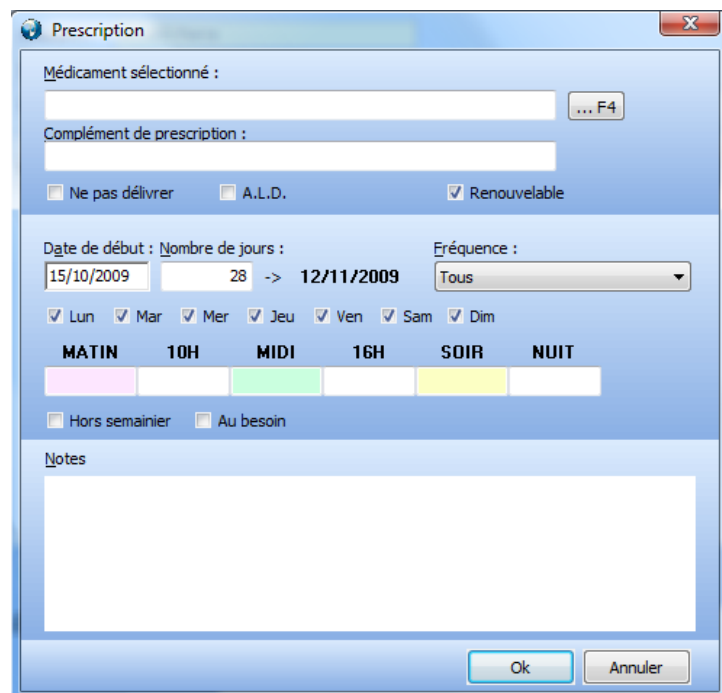 Prescription
Médicament sélectionné :
... F4
Complément de prescription :
Ne pas délivrer A.L.D. Renouvelable
Date de début : Nombre de jours : Fréquence :
15/10/2009 28 -> 12/11/2009 Tous
Lun Mar Mer Jeu Ven Sam Dim
MATIN 10H MIDI 16H SOIR NUIT
Hors semainier Au besoin
Notes
Ok Annuler